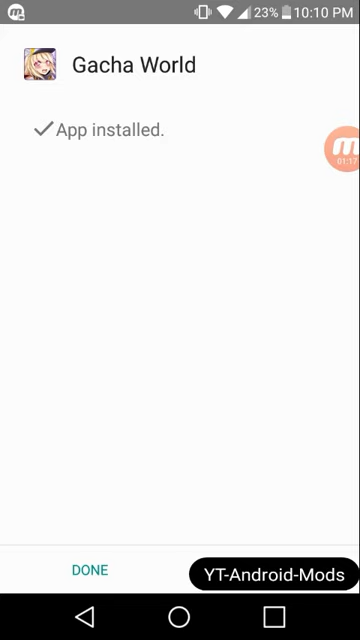 23% 10:10 PM
Gacha World
App installed.
01:17
DONE
YT-Android-Mods